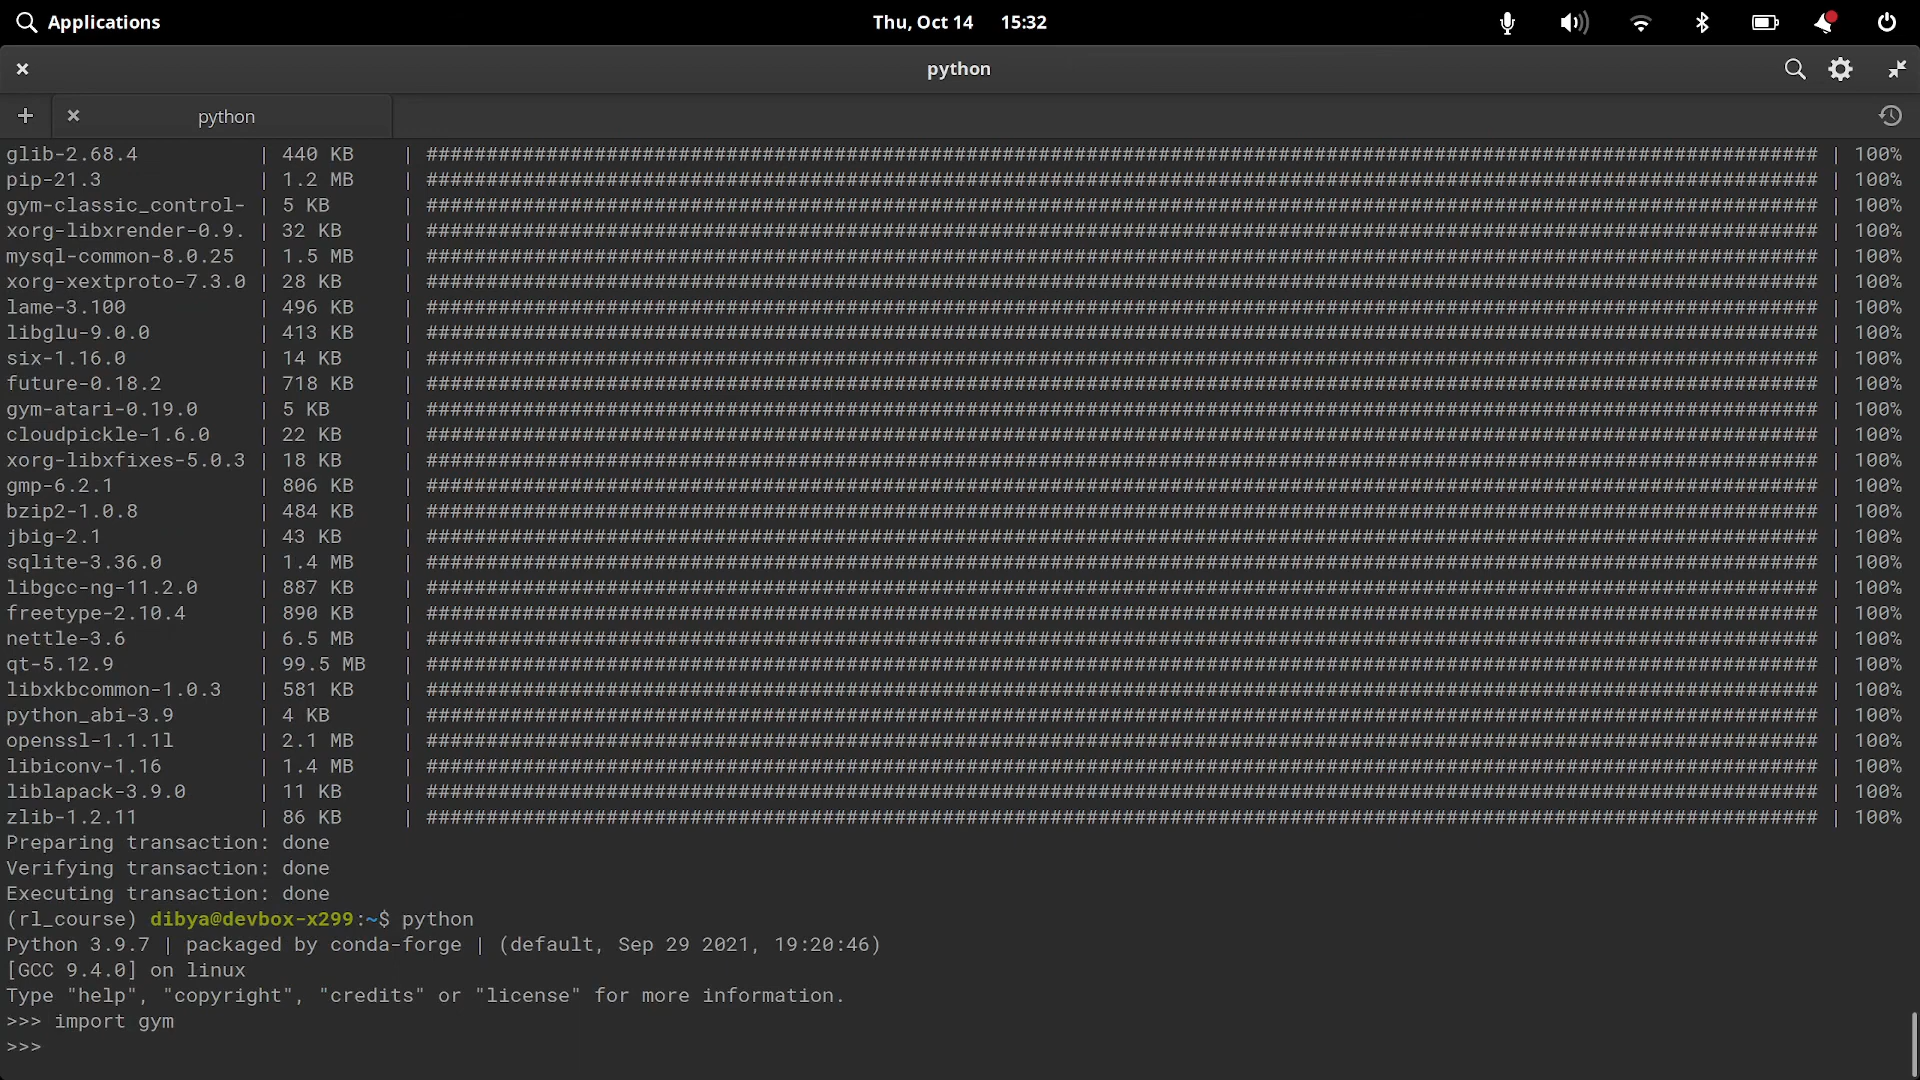 Applications Thu, Oct 14 15:32
python
python
glib-2.68.4 | 440 KB | #################################################################################################################### | 100%
pip-21.3 | 1.2 MB | #################################################################################################################### | 100%
gym-classic_control- | 5 KB | #################################################################################################################### | 100%
xorg-libxrender-0.9. | 32 KB | #################################################################################################################### | 100%
mysql-common-8.0.25 | 1.5 MB | #################################################################################################################### | 100%
xorg-xextproto-7.3.0 | 28 KB | #################################################################################################################### | 100%
lame-3.100 | 496 KB | #################################################################################################################### | 100%
libglu-9.0.0 | 413 KB | #################################################################################################################### | 100%
six-1.16.0 | 14 KB | #################################################################################################################### | 100%
future-0.18.2 | 718 KB | #################################################################################################################### | 100%
gym-atari-0.19.0 | 5 KB | #################################################################################################################### | 100%
cloudpickle-1.6.0 | 22 KB | #################################################################################################################### | 100%
xorg-libxfixes-5.0.3 | 18 KB | #################################################################################################################### | 100%
gmp-6.2.1 | 806 KB | #################################################################################################################### | 100%
bzip2-1.0.8 | 484 KB | #################################################################################################################### | 100%
jbig-2.1 | 43 KB | #################################################################################################################### | 100%
sqlite-3.36.0 | 1.4 MB | #################################################################################################################### | 100%
libgcc-ng-11.2.0 | 887 KB | #################################################################################################################### | 100%
freetype-2.10.4 | 890 KB | #################################################################################################################### | 100%
nettle-3.6 | 6.5 MB | #################################################################################################################### | 100%
qt-5.12.9 | 99.5 MB | #################################################################################################################### | 100%
libxkbcommon-1.0.3 | 581 KB | #################################################################################################################### | 100%
python_abi-3.9 | 4 KB | #################################################################################################################### | 100%
openssl-1.1.1l | 2.1 MB | #################################################################################################################### | 100%
libiconv-1.16 | 1.4 MB | #################################################################################################################### | 100%
liblapack-3.9.0 | 11 KB | #################################################################################################################### | 100%
zlib-1.2.11 | 86 KB | #################################################################################################################### | 100%
Preparing transaction: done
Verifying transaction: done
Executing transaction: done
(rl_course) dibya@devbox-x299:~$ python
Python 3.9.7 | packaged by conda-forge | (default, Sep 29 2021, 19:20:46)
[GCC 9.4.0] on linux
Type "help", "copyright", "credits" or "license" for more information.
>>> import gym
>>>